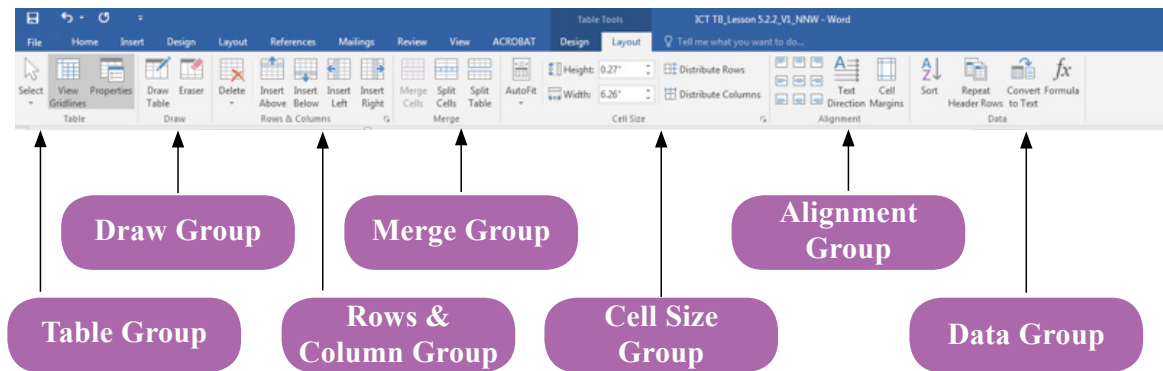 Table Tools
ICT TB_Lesson 5.2.2_V1_NNW - Word
File Home Insert Design Layout References Mailings Review View ACROBAT Design Layout Tell me what you want to do...
Select View Gridlines Properties Draw Table Eraser Delete Insert Above Insert Below Insert Left Insert Right Merge Cells Split Cells Split Table AutoFit Height: 0.27" Distribute Rows Text Direction Cell Margins Sort Repeat Header Rows Convert to Text fx Formula
Width: 6.26" Distribute Columns
Table Draw Rows & Columns Merge Cell Size Alignment Data
Draw Group
Merge Group
Alignment
Group
Table Group
Rows &
Column Group
Cell Size
Group
Data Group